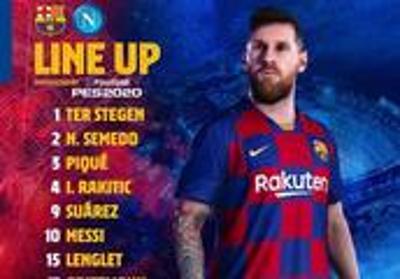 LINE UP
PES2020
1 TER STEGEN
2 N. SEMEDO
3 PIQUÉ
4 I. RAKITIC
9 SUÁREZ
10 MESSI
15 LENGLET
Rakuten